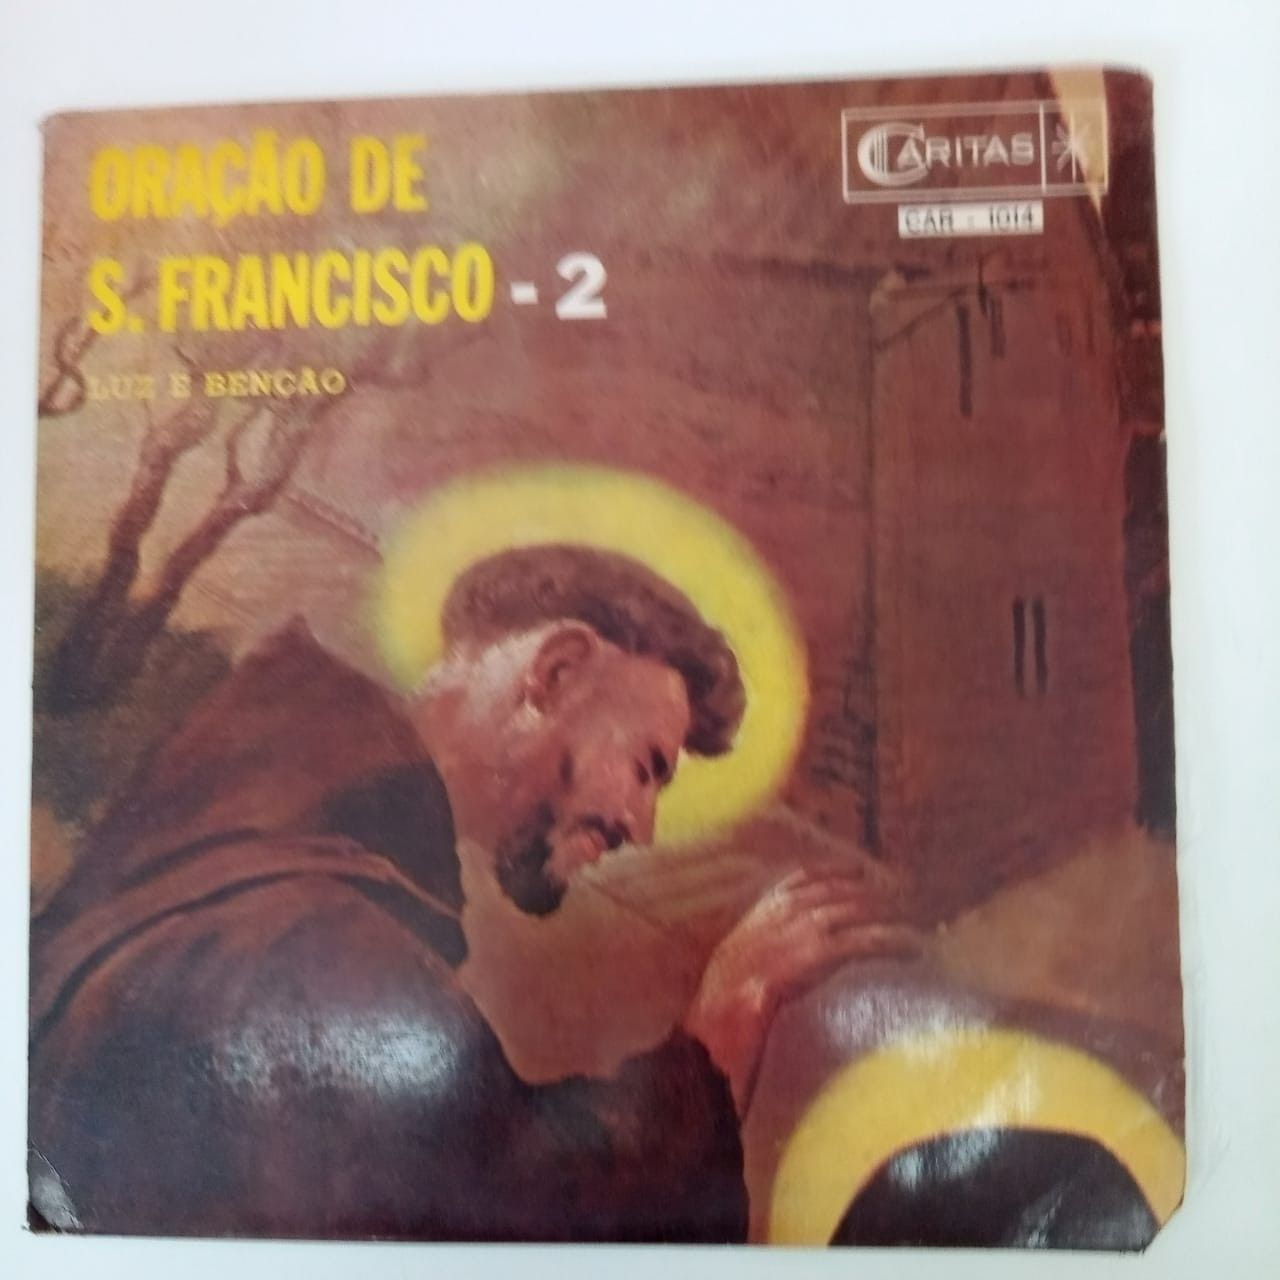 ORAÇÃO DE
S. FRANCISCO - 2
LUZ E BENÇÃO
CARITAS
CAR - 1014